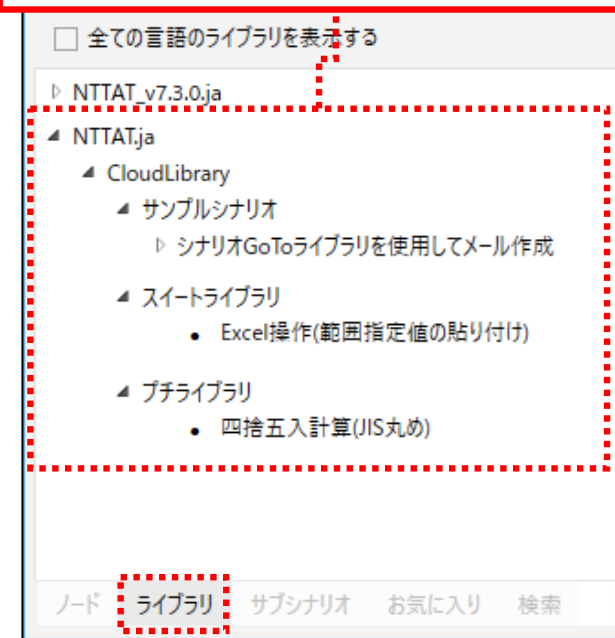 全ての言語のライブラリを表示する
NTTAT_v7.3.0.ja
NTTAT.ja
CloudLibrary
サンプルシナリオ
シナリオGoToライブラリを使用してメール作成
スイートライブラリ
Excel操作(範囲指定値の貼り付け)
プチライブラリ
四捨五入計算(JIS丸め)
ノード ライブラリ サブシナリオ お気に入り 検索